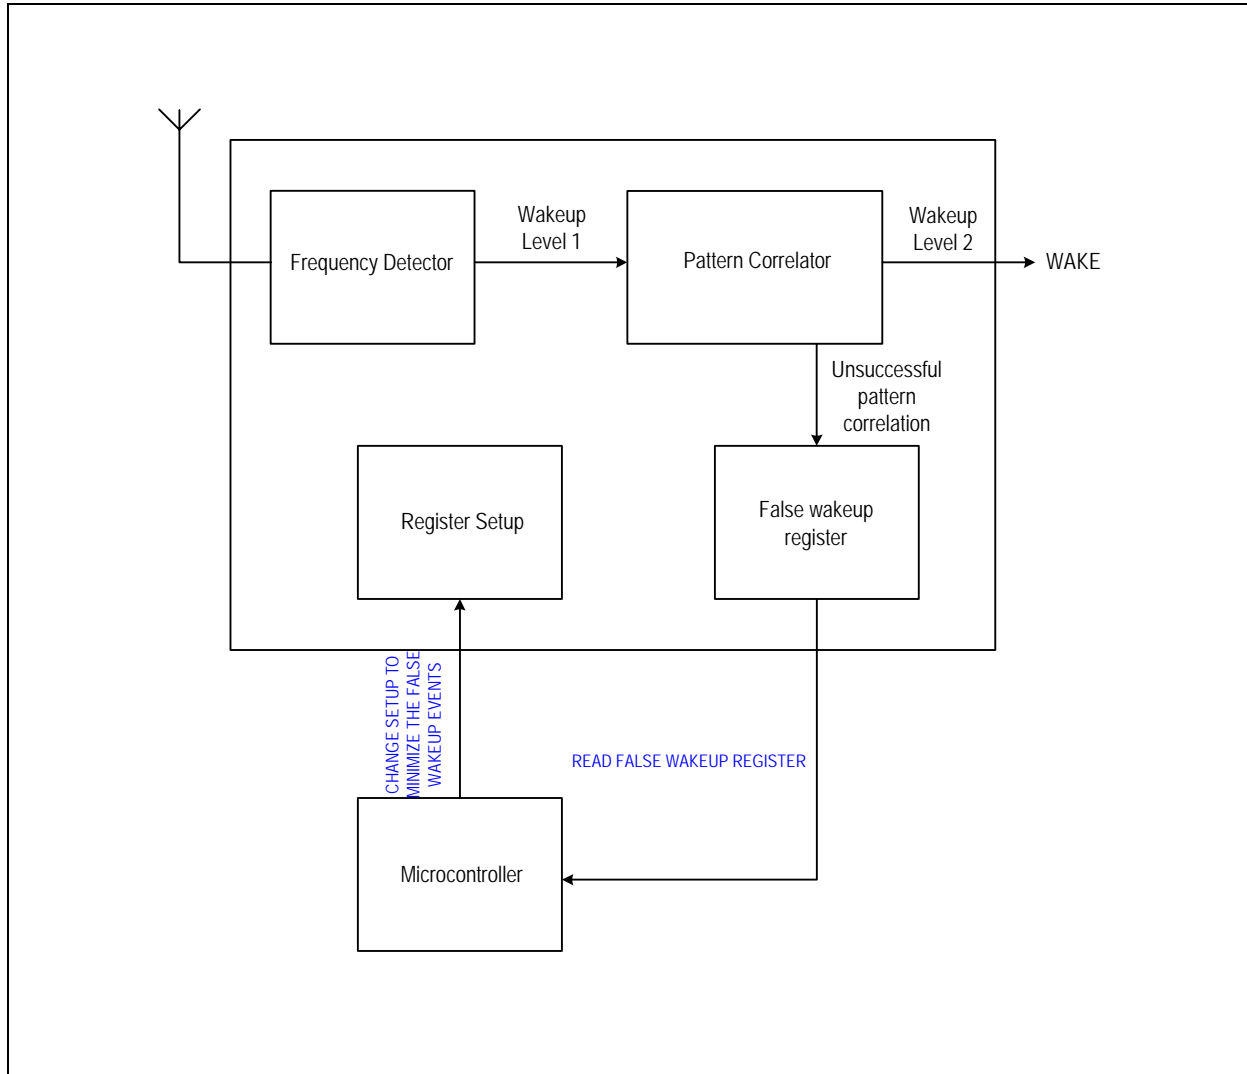 Wakeup
Level 1
Wakeup
Level 2
Frequency Detector
Pattern Correlator
WAKE
Unsuccessful
pattern
correlation
Register Setup
False wakeup
register
CHANGE SETUP TO
MINIMIZE THE FALSE
WAKEUP EVENTS
READ FALSE WAKEUP REGISTER
Microcontroller